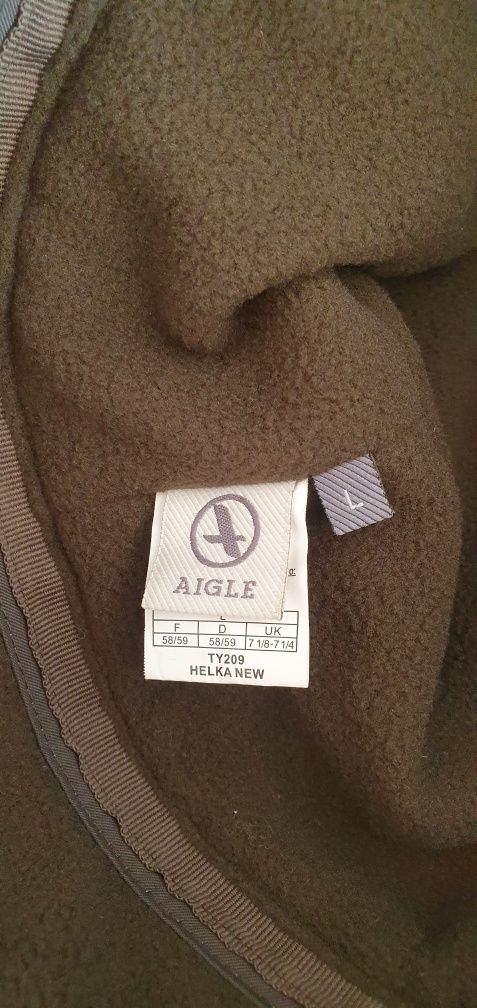 L
AIGLE
F D UK
58/59 58/59 7 1/8-7 1/4
TY209
HELKA NEW